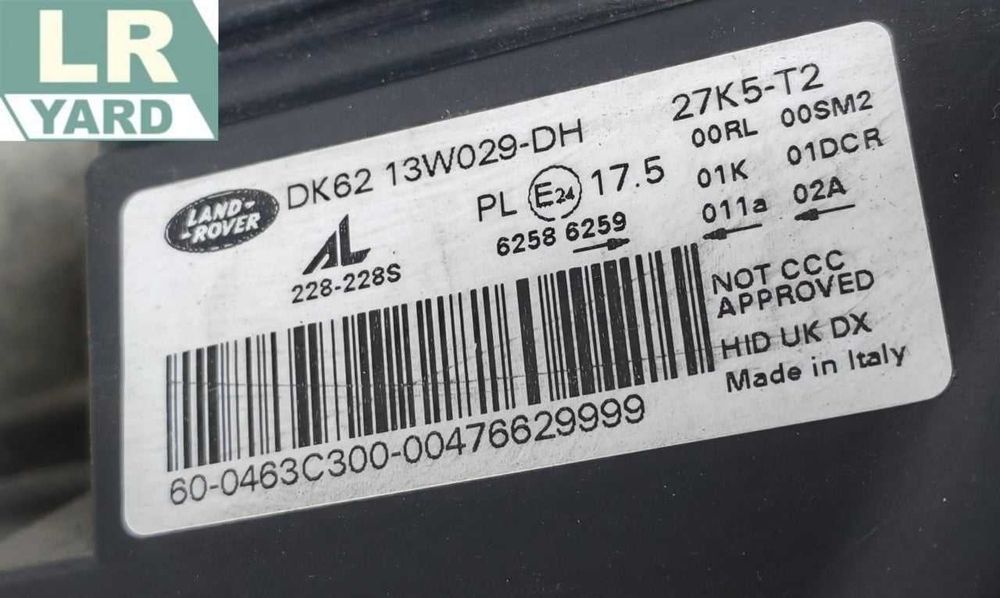 LR
YARD
27K5-T2
LAND-
-ROVER
DK62 13W029-DH
00RL 00SM2
PL E24 17.5
01K 01DCR
AL
6258 6259
011a 02A
228-228S
NOT CCC
APPROVED
HID UK DX
Made in Italy
60-0463C300-00476629999